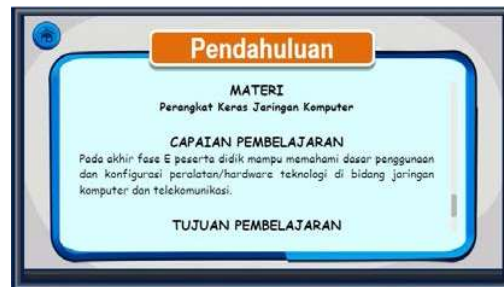 Pendahuluan
MATERI
Perangkat Keras Jaringan Komputer
CAPAIAN PEMBELAJARAN
Pada akhir fase E peserta didik mampu memahami dasar penggunaan
dan konfigurasi peralatan/hardware teknologi di bidang jaringan
komputer dan telekomunikasi.
TUJUAN PEMBELAJARAN